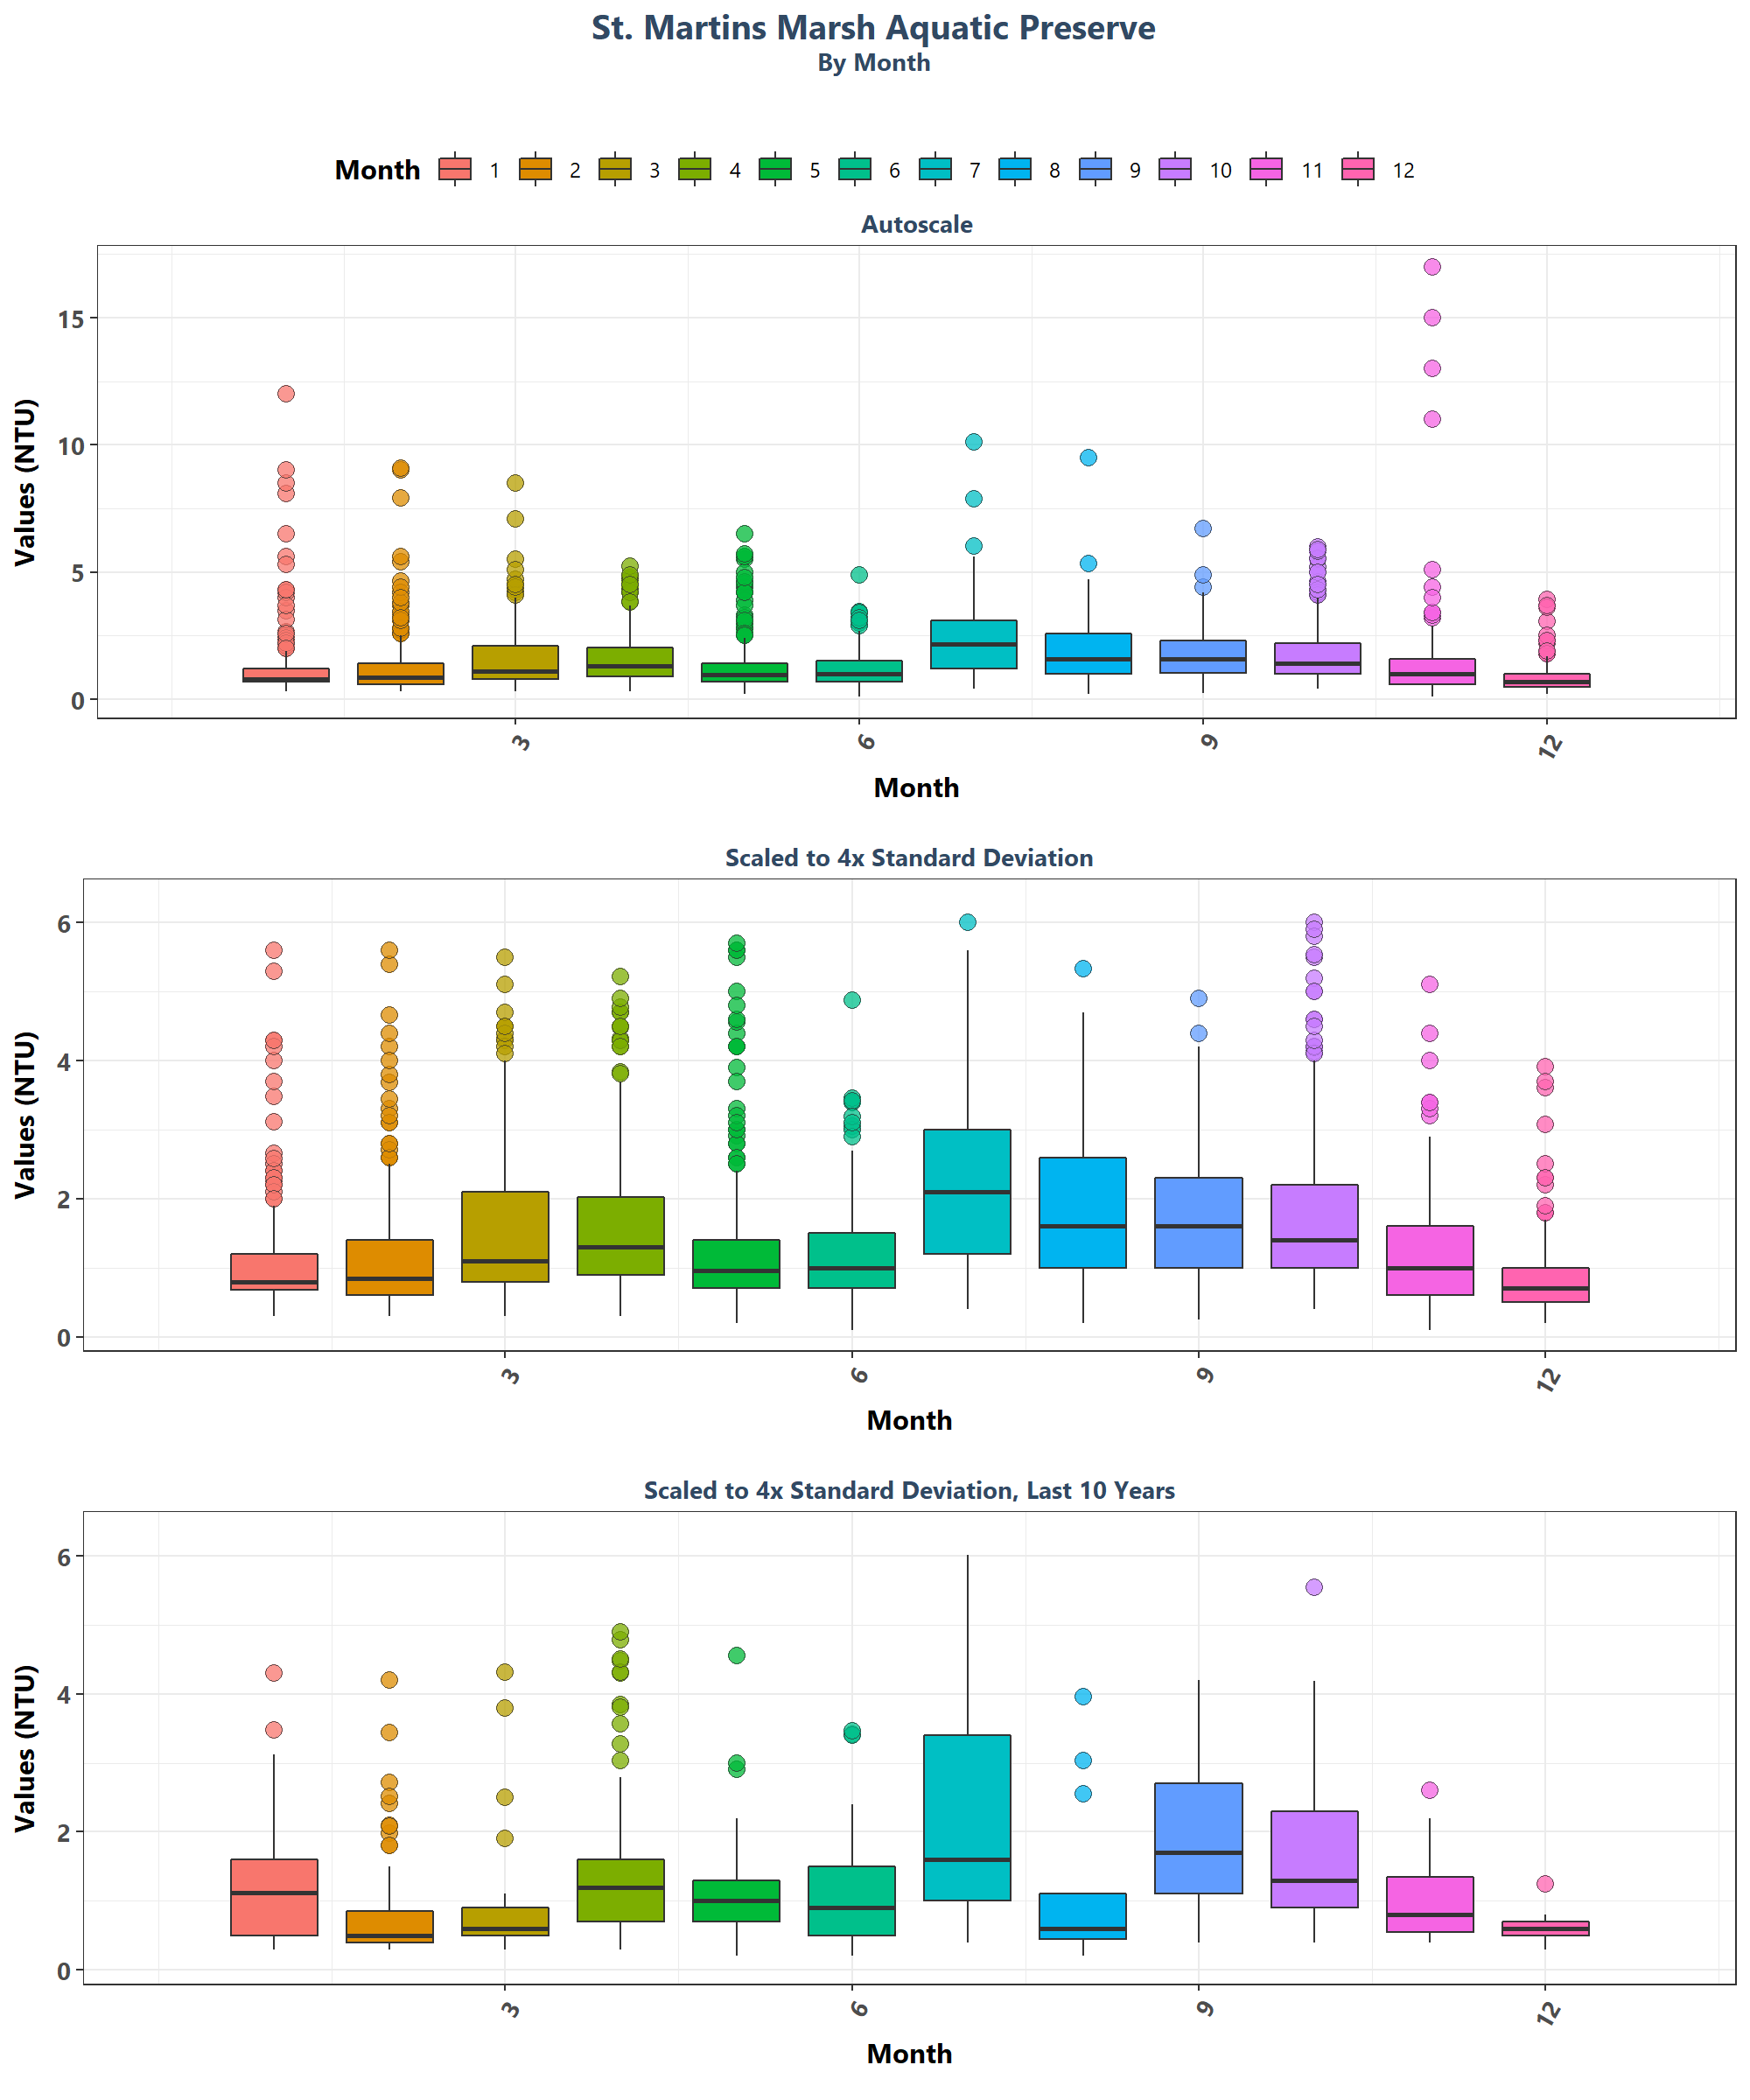 St. Martins Marsh Aquatic Preserve
By Month
Month 1 2 3 4 5 6 7 8 9 10 11 12
Autoscale
Values (NTU)
15
10
5
0
3 6 9 12
Month
Scaled to 4x Standard Deviation
Values (NTU)
6
4
2
0
3 6 9 12
Month
Scaled to 4x Standard Deviation, Last 10 Years
Values (NTU)
6
4
2
0
3 6 9 12
Month